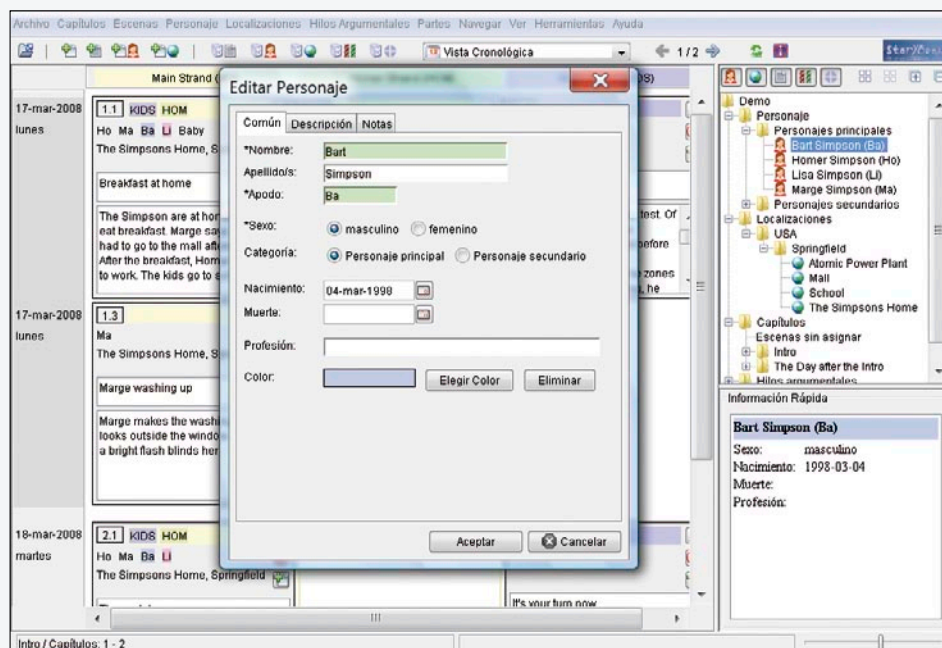 Archivo Capítulos Escenas Personaje Localizaciones Hilos Argumentales Partes Navegar Ver Herramientas Ayuda
Vista Cronológica
1 / 2
Main Strand
17-mar-2008
lunes
1.1 KIDS HOM
Ho Ma Ba Li Baby
The Simpsons Home, S
Breakfast at home
The Simpson are at hom
eat breakfast. Marge say
had to go to the mall afte
After the breakfast, Hom
to work. The kids go to s
17-mar-2008
lunes
1.3
Ma
The Simpsons Home, S
Marge washing up
Marge makes the washi
looks outside the windo
a bright flash blinds her
18-mar-2008
martes
2.1 KIDS HOM
Ho Ma Ba Li
The Simpsons Home, Springfield
Editar Personaje
Común Descripción Notas
*Nombre: Bart
Apellido/s: Simpson
*Apodo: Ba
*Sexo: masculino femenino
Categoría: Personaje principal Personaje secundario
Nacimiento: 04-mar-1998
Muerte:
Profesión:
Color: Elegir Color Eliminar
Aceptar Cancelar
test. Of
before
zones
, he
It's your turn now
Demo
Personaje
Personajes principales
Bart Simpson (Ba)
Homer Simpson (Ho)
Lisa Simpson (Li)
Marge Simpson (Ma)
Personajes secundarios
Localizaciones
USA
Springfield
Atomic Power Plant
Mall
School
The Simpsons Home
Capítulos
Escenas sin asignar
Intro
The Day after the Intro
Hilos argumentales
Información Rápida
Bart Simpson (Ba)
Sexo: masculino
Nacimiento: 1998-03-04
Muerte:
Profesión:
Intro / Capítulos: 1 - 2